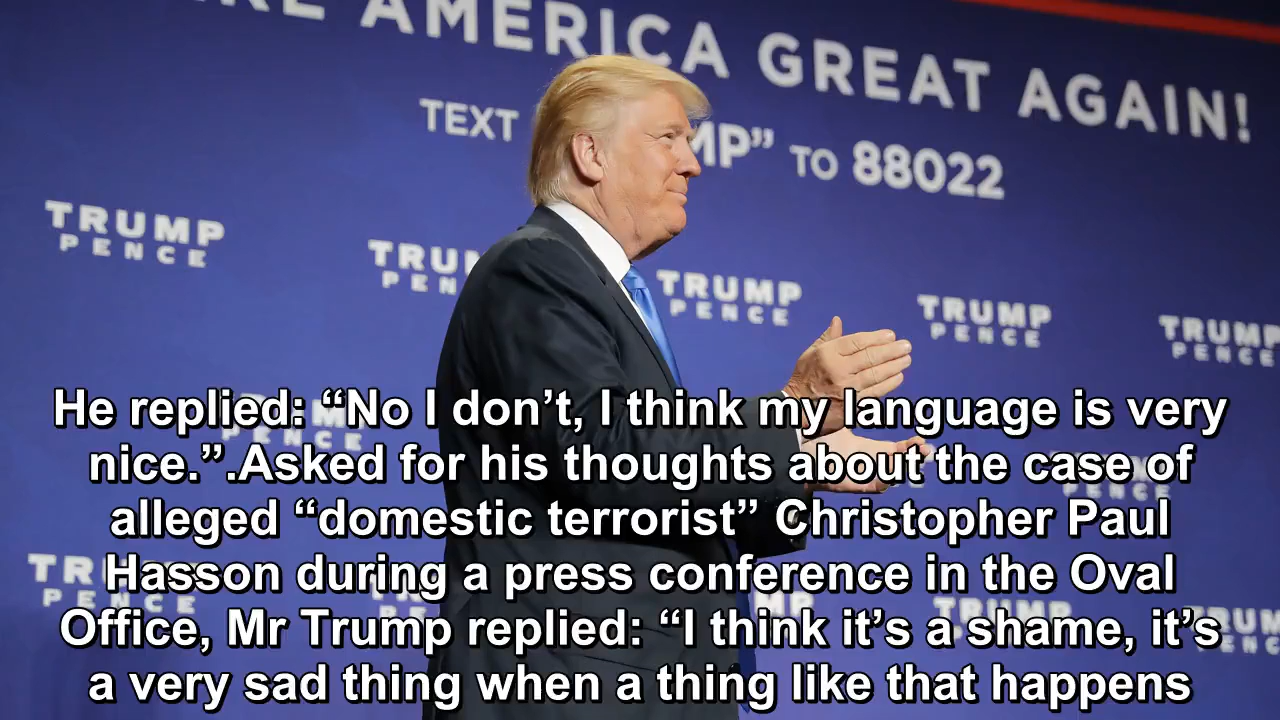 KE AMERICA GREAT AGAIN!
TEXT MP” TO 88022
TRUMP
PENCE
TRU
PEN
TRUMP
PENCE
TRUMP
PENCE
TRUMP
PENCE
He replied: “No I don’t, I think my language is very
nice.”.Asked for his thoughts about the case of
alleged “domestic terrorist” Christopher Paul
Hasson during a press conference in the Oval
Office, Mr Trump replied: “I think it’s a shame, it’s
a very sad thing when a thing like that happens